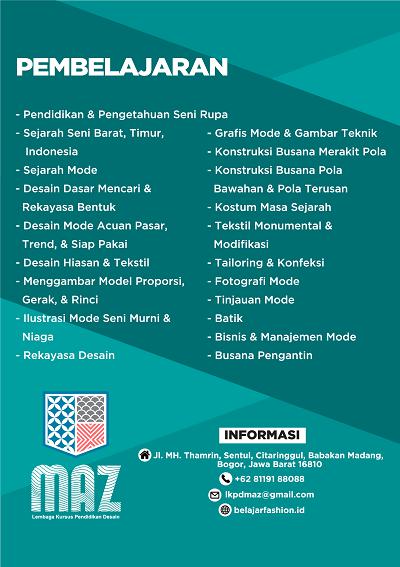 PEMBELAJARAN
- Pendidikan & Pengetahuan Seni Rupa
- Sejarah Seni Barat, Timur,
Indonesia
- Sejarah Mode
- Desain Dasar Mencari &
Rekayasa Bentuk
- Desain Mode Acuan Pasar,
Trend, & Siap Pakai
- Desain Hiasan & Tekstil
- Menggambar Model Proporsi,
Gerak, & Rinci
- Ilustrasi Mode Seni Murni &
Niaga
- Rekayasa Desain
- Grafis Mode & Gambar Teknik
- Konstruksi Busana Merakit Pola
- Konstruksi Busana Pola
Bawahan & Pola Terusan
- Kostum Masa Sejarah
- Tekstil Monumental &
Modifikasi
- Tailoring & Konfeksi
- Fotografi Mode
- Tinjauan Mode
- Batik
- Bisnis & Manajemen Mode
- Busana Pengantin
MAZ
Lembaga Kursus Pendidikan Desain
INFORMASI
Jl. MH. Thamrin, Sentul, Citaringgul, Babakan Madang,
Bogor, Jawa Barat 16810
+62 81191 88088
lkpdmaz@gmail.com
belajarfashion.id